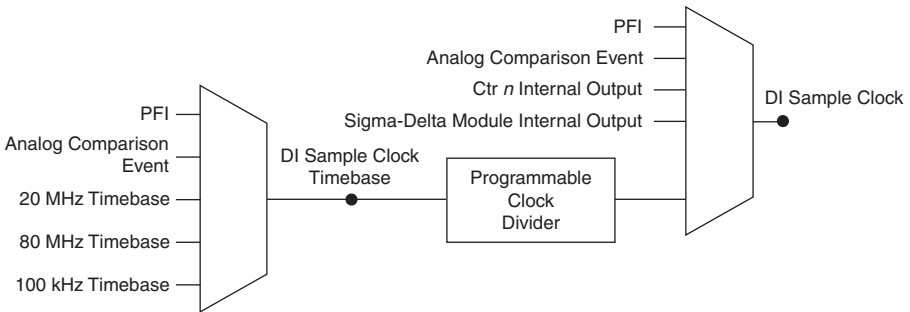 PFI
Analog Comparison Event
Ctr n Internal Output
Sigma-Delta Module Internal Output
DI Sample Clock
PFI
Analog Comparison
Event
20 MHz Timebase
80 MHz Timebase
100 kHz Timebase
DI Sample Clock
Timebase
Programmable
Clock
Divider